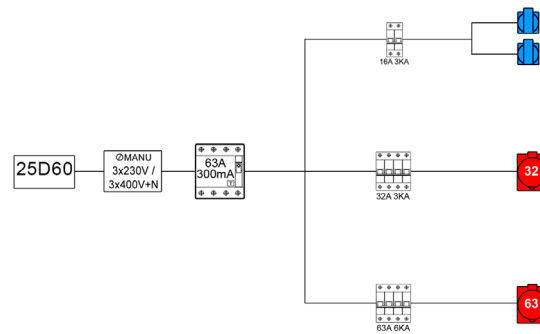 16A 3KA
25D60
∅MANU
3x230V /
3x400V+N
63A
300mA
32A 3KA
32
63A 6KA
63